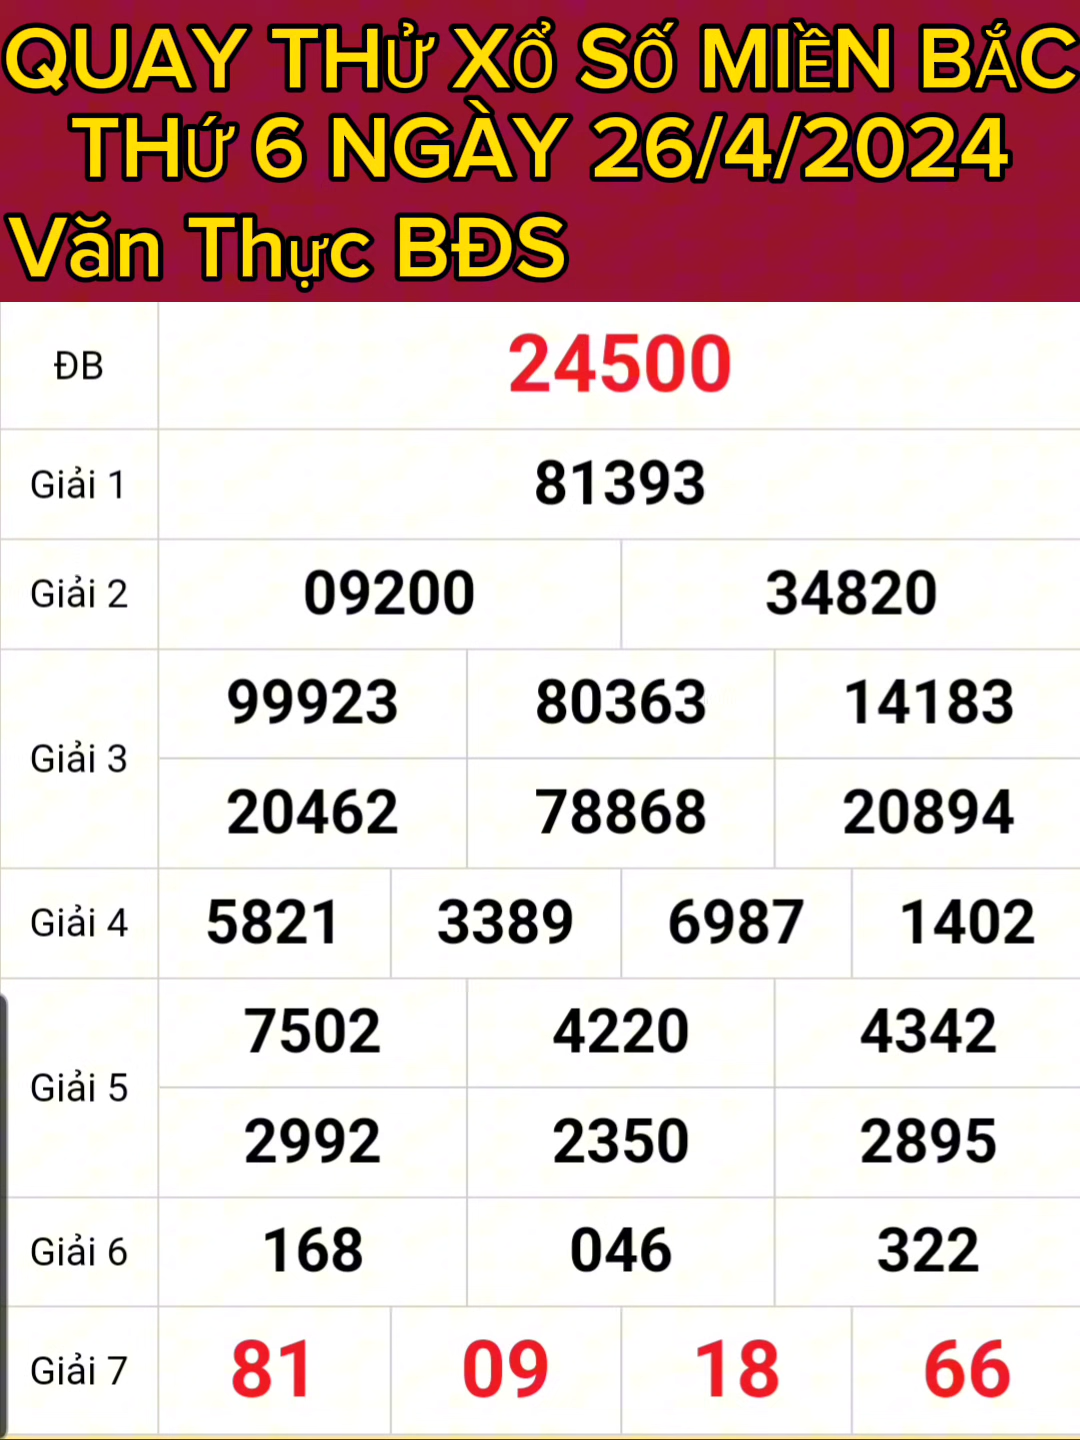 QUAY THỬ XỔ SỐ MIỀN BẮC
THỨ 6 NGÀY 26/4/2024
Văn Thực BĐS
ĐB 24500
Giải 1 81393
Giải 2 09200 34820
Giải 3 99923 80363 14183
20462 78868 20894
Giải 4 5821 3389 6987 1402
Giải 5 7502 4220 4342
2992 2350 2895
Giải 6 168 046 322
Giải 7 81 09 18 66